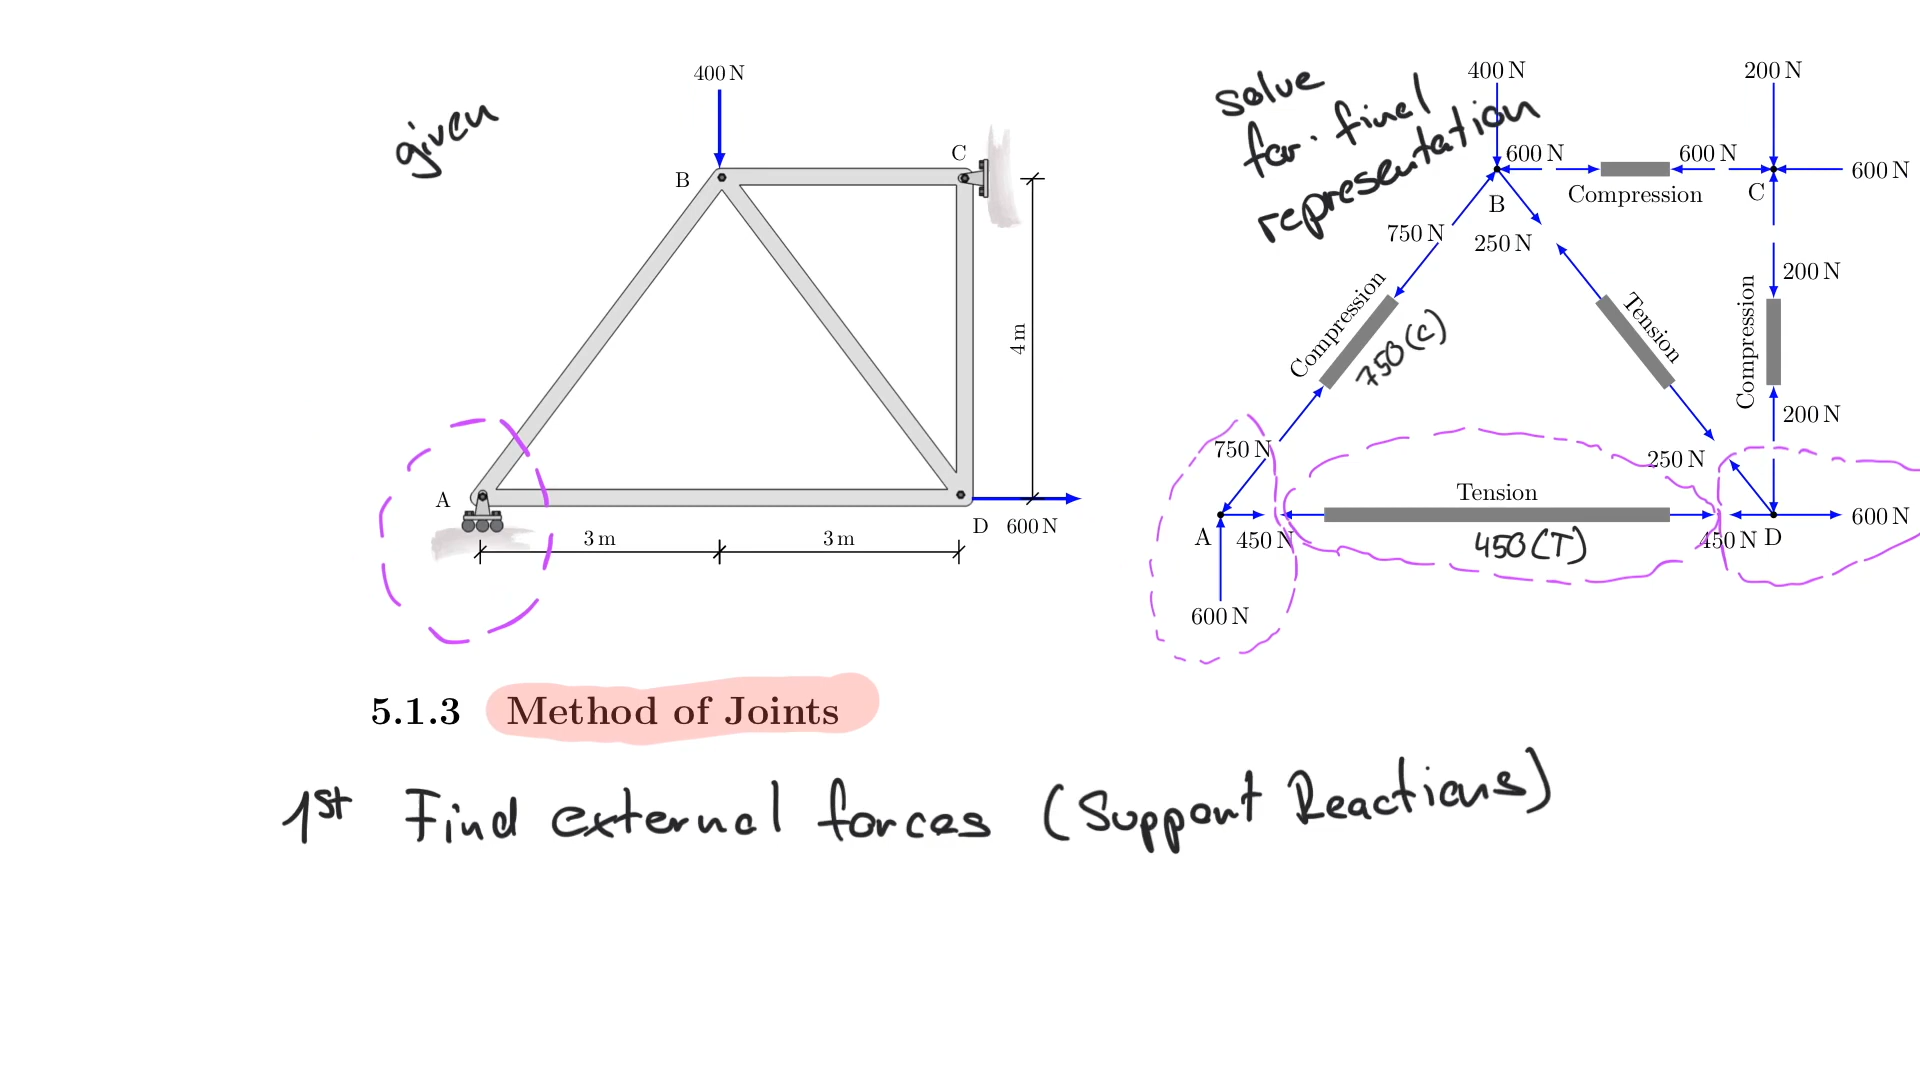 given
400 N
B
C
4 m
A
D
600 N
3 m
3 m
solve
for final
representation
400 N
200 N
600 N
600 N
600 N
B
Compression
C
750 N
250 N
Compression
750 (C)
Tension
Compression
200 N
200 N
750 N
250 N
Tension
A
450 N
450 (T)
450 N
D
600 N
600 N
5.1.3 Method of Joints
1st Find external forces (Support Reactions)